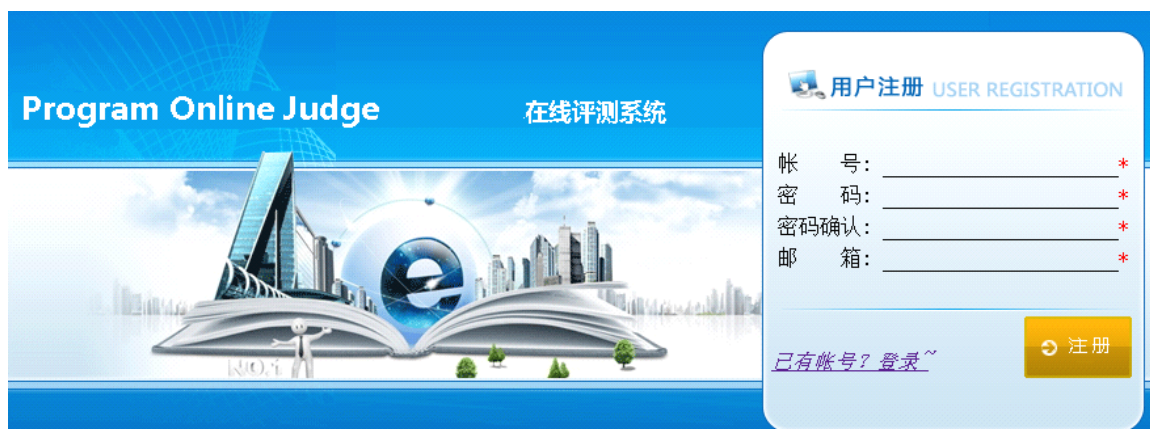 Program Online Judge
在线评测系统
用户注册 USER REGISTRATION
帐 号: *
密 码: *
密码确认: *
邮 箱: *
已有帐号？登录~
注册
NO.1